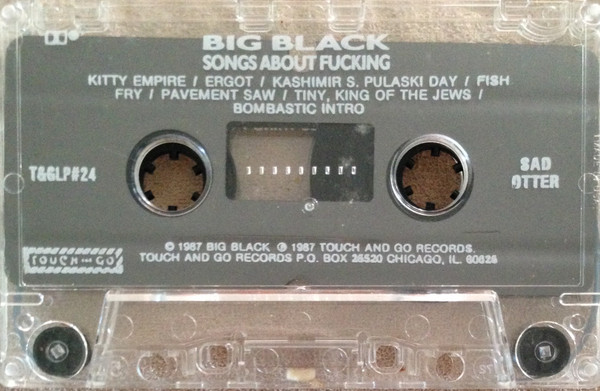 BIG BLACK
SONGS ABOUT FUCKING
KITTY EMPIRE / ERGOT / KASHIMIR S. PULASKI DAY / FISH
FRY / PAVEMENT SAW / TINY, KING OF THE JEWS /
BOMBASTIC INTRO
T&GLP#24
SAD
OTTER
© 1987 BIG BLACK ℗ 1987 TOUCH AND GO RECORDS.
TOUCH AND GO RECORDS P.O. BOX 25520 CHICAGO, IL. 60625
TOUCH AND GO